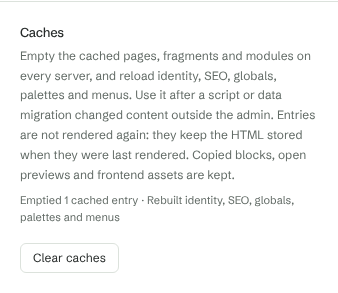 Caches
Empty the cached pages, fragments and modules on
every server, and reload identity, SEO, globals,
palettes and menus. Use it after a script or data
migration changed content outside the admin. Entries
are not rendered again: they keep the HTML stored
when they were last rendered. Copied blocks, open
previews and frontend assets are kept.
Emptied 1 cached entry · Rebuilt identity, SEO, globals,
palettes and menus
Clear caches